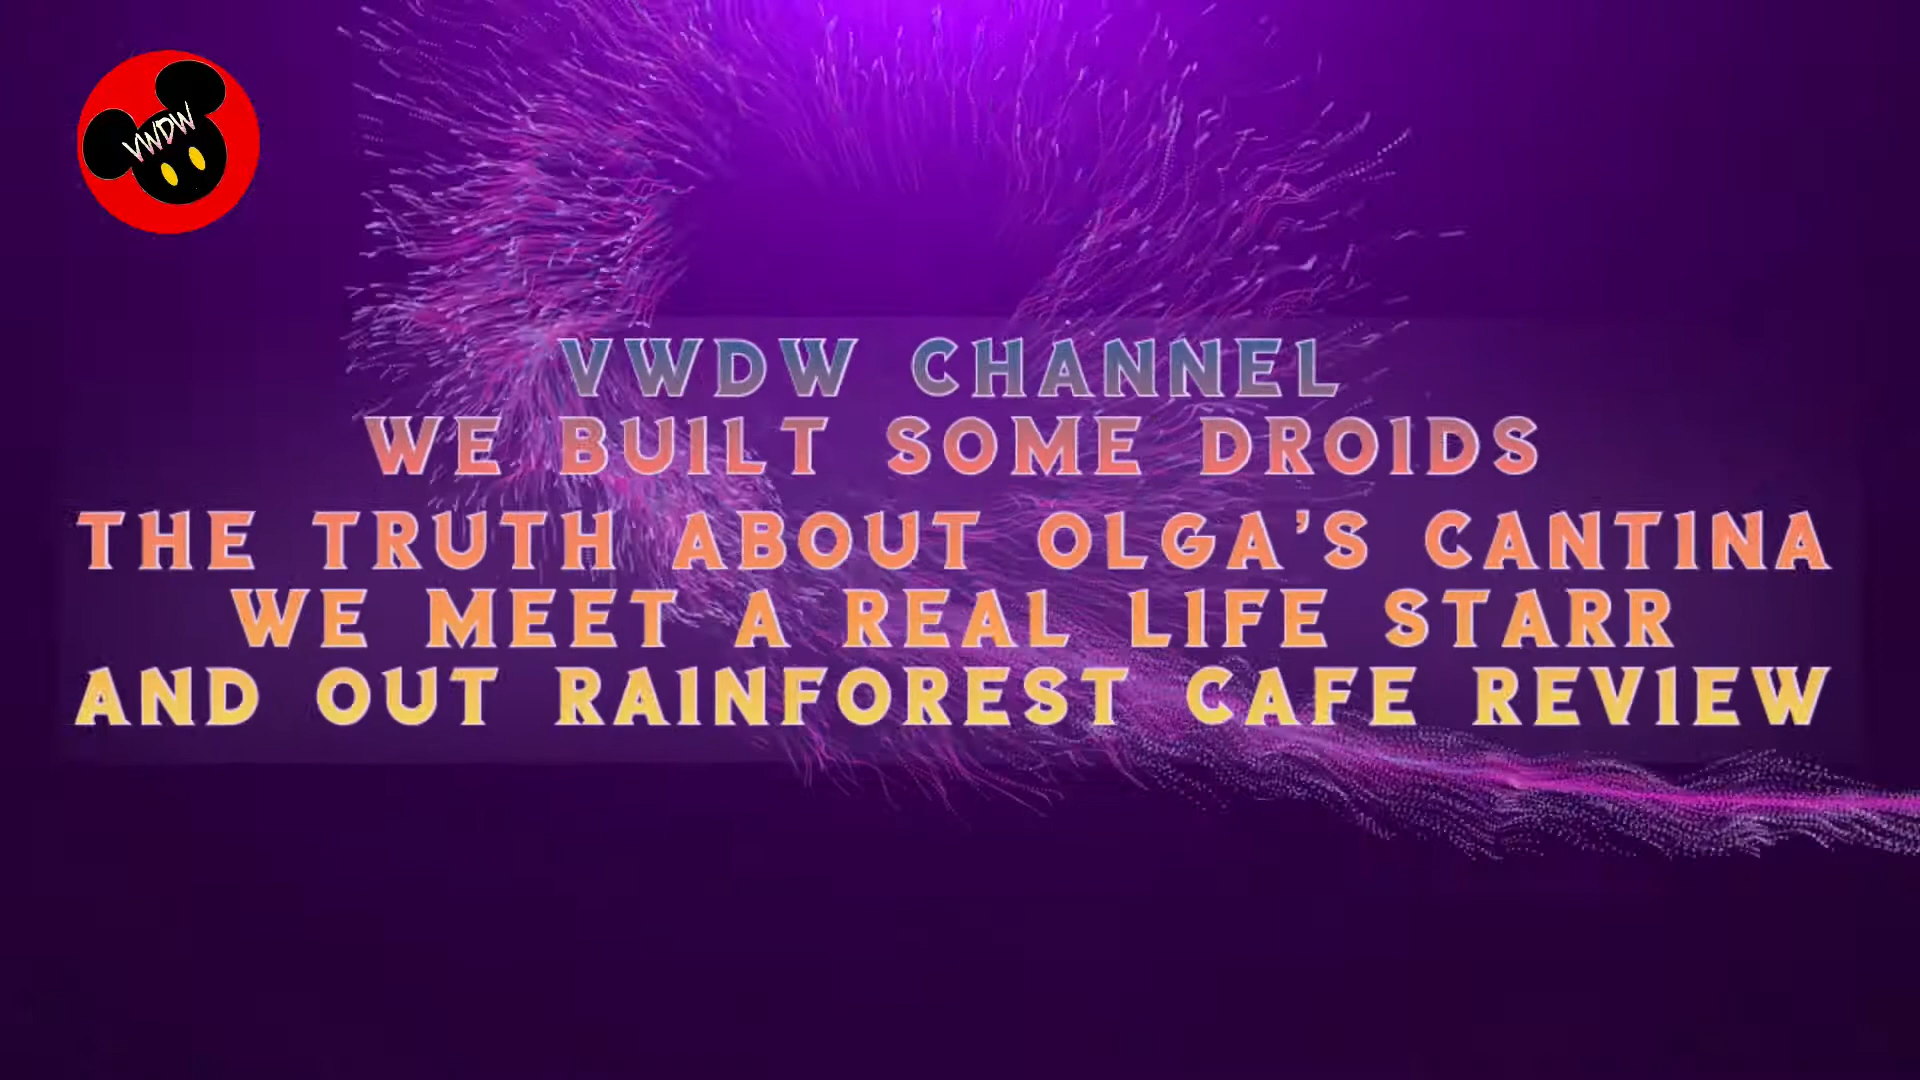 VWDW
VWDW CHANNEL
WE BUILT SOME DROIDS
THE TRUTH ABOUT OLGA'S CANTINA
WE MEET A REAL LIFE STARR
AND OUT RAINFOREST CAFE REVIEW